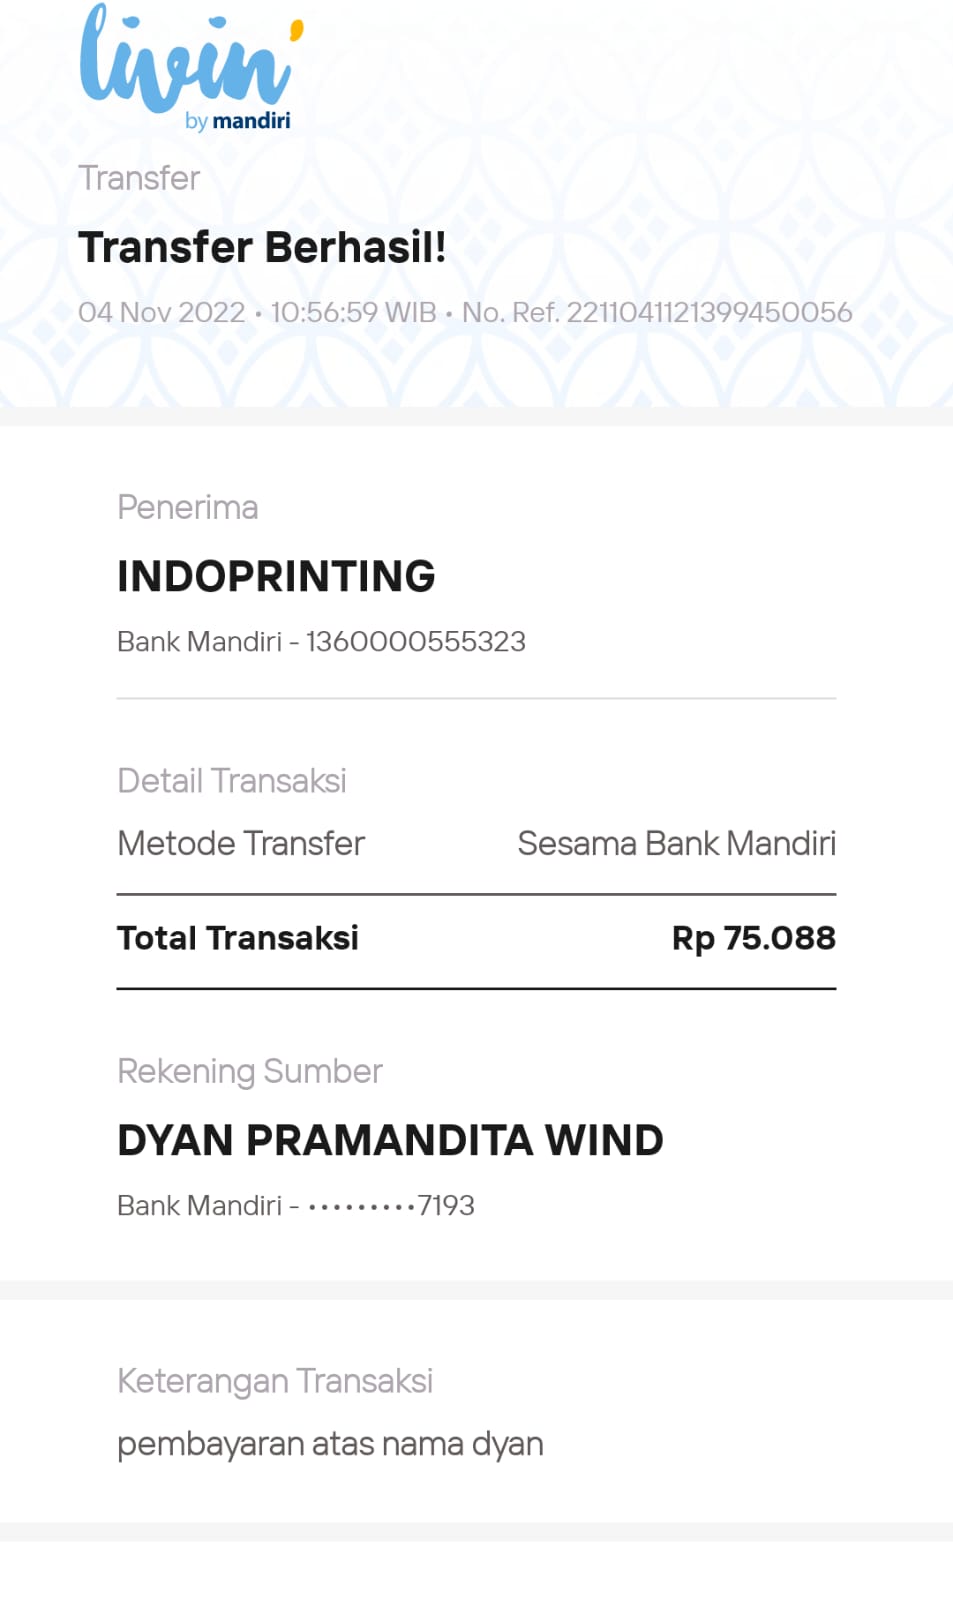 livin'
by mandiri
Transfer
Transfer Berhasil!
04 Nov 2022 • 10:56:59 WIB • No. Ref. 2211041121399450056
Penerima
INDOPRINTING
Bank Mandiri - 1360000555323
Detail Transaksi
Metode Transfer Sesama Bank Mandiri
Total Transaksi Rp 75.088
Rekening Sumber
DYAN PRAMANDITA WIND
Bank Mandiri - •••••••••7193
Keterangan Transaksi
pembayaran atas nama dyan